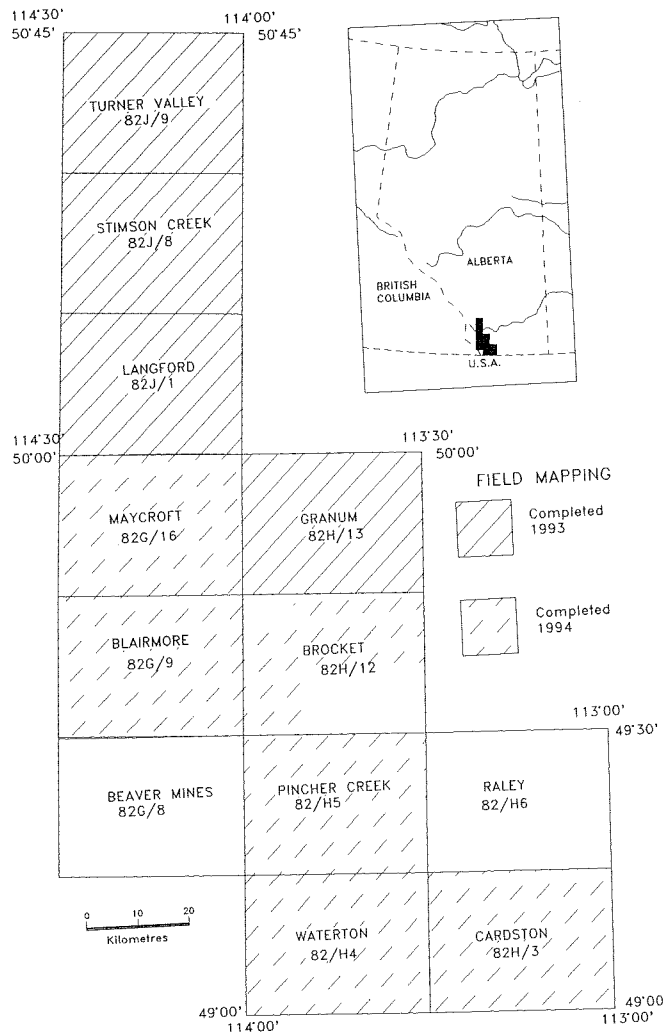 114°30'
50°45'
114°00'
50°45'
TURNER VALLEY
82J/9
STIMSON CREEK
82J/8
LANGFORD
82J/1
BRITISH
COLUMBIA
ALBERTA
U.S.A.
114°30'
50°00'
113°30'
50°00'
MAYCROFT
82G/16
GRANUM
82H/13
FIELD MAPPING
Completed
1993
Completed
1994
BLAIRMORE
82G/9
BROCKET
82H/12
113°00'
49°30'
BEAVER MINES
82G/8
PINCHER CREEK
82/H5
RALEY
82/H6
0 10 20
Kilometres
WATERTON
82/H4
CARDSTON
82H/3
49°00'
114°00'
49°00
113°00'